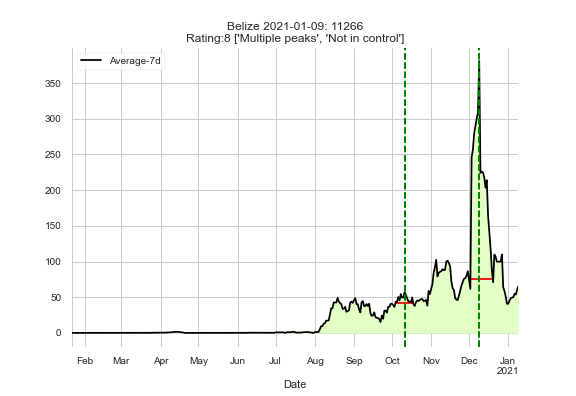 Belize 2021-01-09: 11266
Rating:8 ['Multiple peaks', 'Not in control']
Average-7d
350
300
250
200
150
100
50
0
Feb Mar Apr May Jun Jul Aug Sep Oct Nov Dec Jan
2021
Date